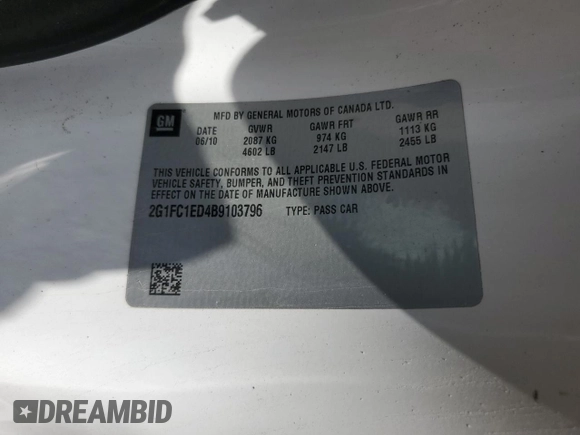 GM
MFD BY GENERAL MOTORS OF CANADA LTD.
DATE GVWR GAWR FRT GAWR RR
06/10 2087 KG 974 KG 1113 KG
4602 LB 2147 LB 2455 LB
THIS VEHICLE CONFORMS TO ALL APPLICABLE U.S. FEDERAL MOTOR
VEHICLE SAFETY, BUMPER, AND THEFT PREVENTION STANDARDS IN
EFFECT ON THE DATE OF MANUFACTURE SHOWN ABOVE.
2G1FC1ED4B9103796 TYPE: PASS CAR
DREAMBID